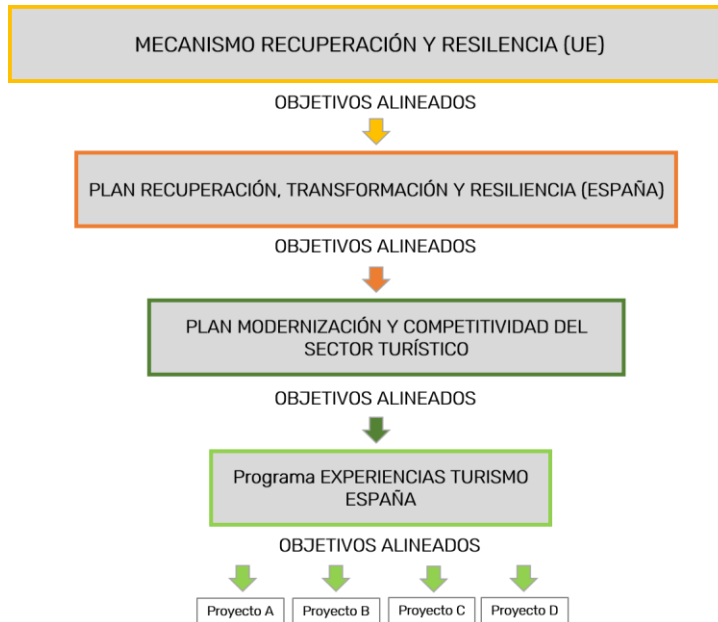 MECANISMO RECUPERACIÓN Y RESILENCIA (UE)
OBJETIVOS ALINEADOS
PLAN RECUPERACIÓN, TRANSFORMACIÓN Y RESILIENCIA (ESPAÑA)
OBJETIVOS ALINEADOS
PLAN MODERNIZACIÓN Y COMPETITIVIDAD DEL
SECTOR TURÍSTICO
OBJETIVOS ALINEADOS
Programa EXPERIENCIAS TURISMO
ESPAÑA
OBJETIVOS ALINEADOS
Proyecto A Proyecto B Proyecto C Proyecto D